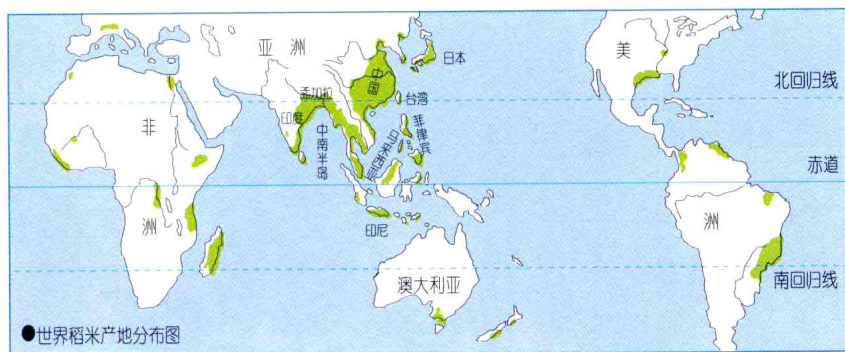 亚洲
美
日本
中国
北回归线
孟加拉
台湾
印度
非
菲律宾
中南半岛
赤道
洲
洲
印尼
澳大利亚
南回归线
●世界稻米产地分布图